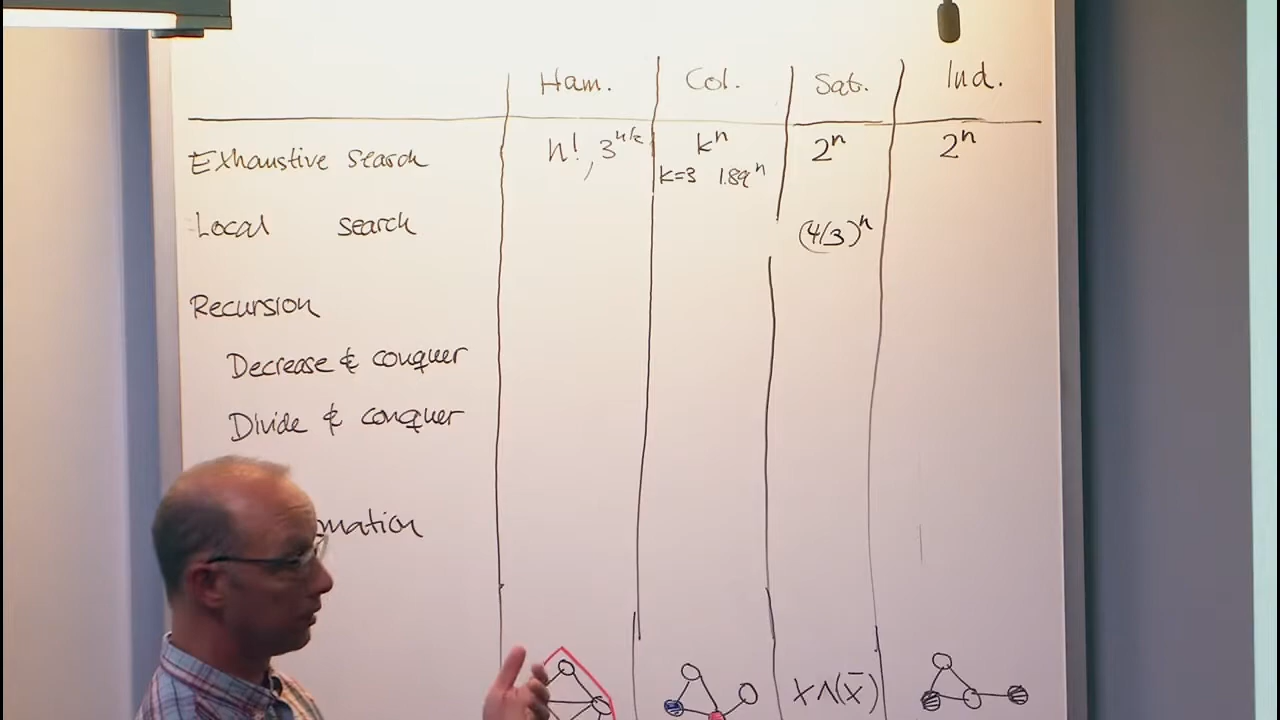 Ham. Col. Sat. Ind.
Exhaustive search n!, 3^{n/2} k^n 2^n 2^n
k=3 1.89^n
Local search (4/3)^n
Recursion
Decrease & conquer
Divide & conquer
mation
x∧(x̄)